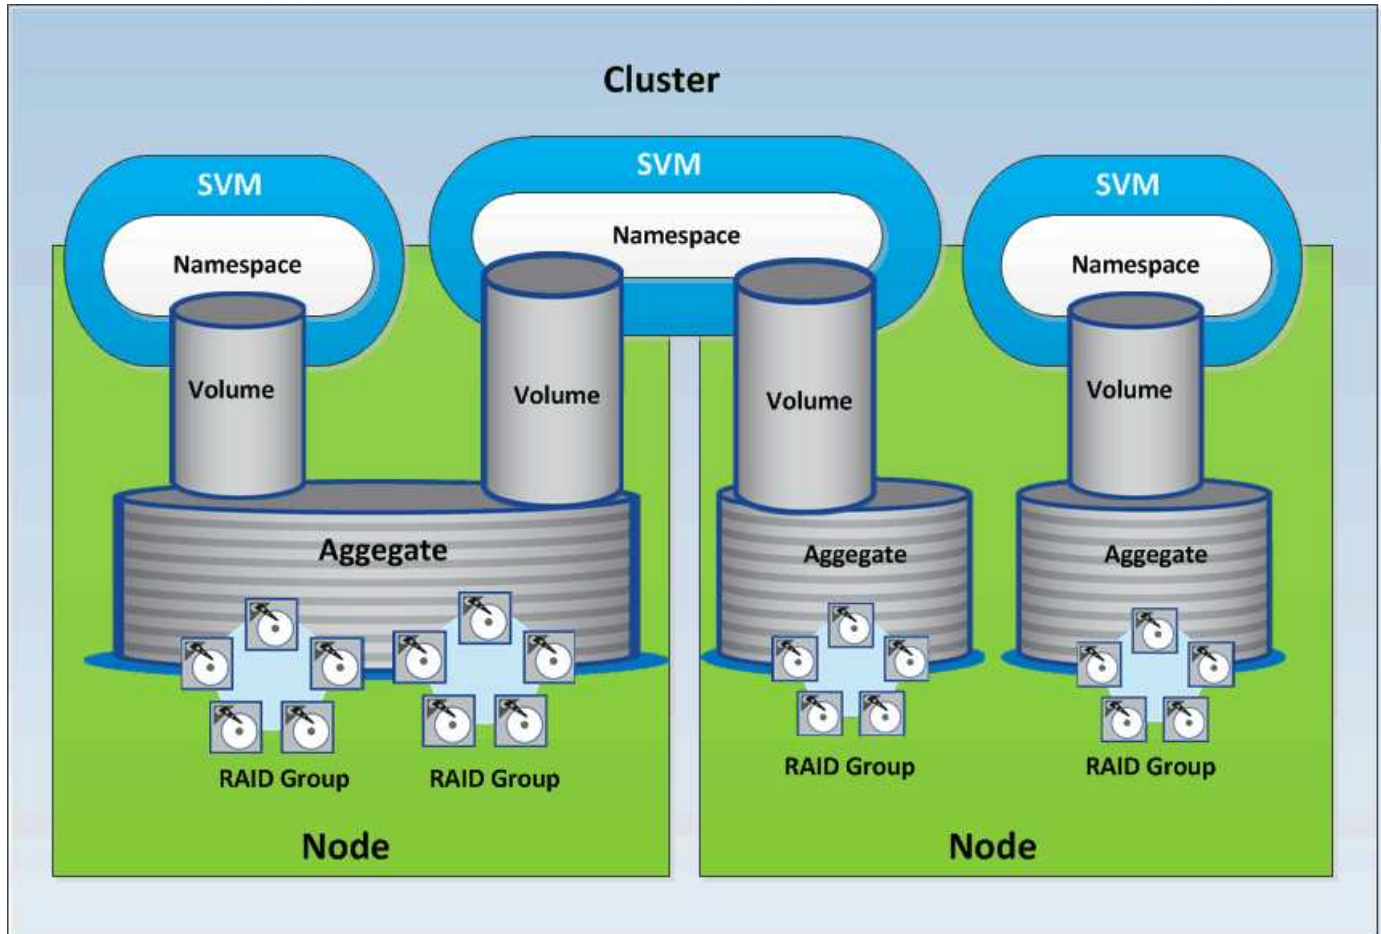 Cluster
SVM
SVM
SVM
Namespace
Namespace
Namespace
Volume
Volume
Volume
Volume
Aggegate
Aggegate
Aggegate
RAID Group
RAID Group
RAID Group
RAID Group
Node
Node